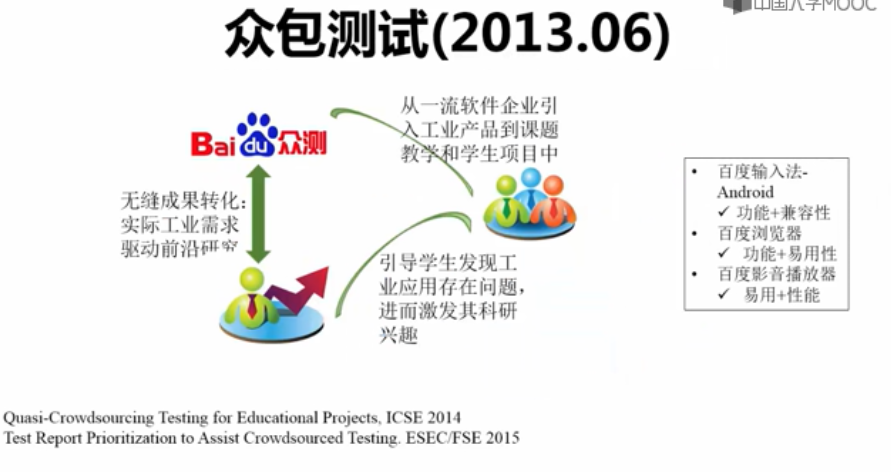 中国大学MOOC
众包测试(2013.06)
Baidu众测
从一流软件企业引
入工业产品到课题
教学和学生项目中
无缝成果转化：
实际工业需求
驱动前沿研究
引导学生发现工
业应用存在问题，
进而激发其科研
兴趣
• 百度输入法-
Android
✓ 功能+兼容性
• 百度浏览器
✓ 功能+易用性
• 百度影音播放器
✓ 易用+性能
Quasi-Crowdsourcing Testing for Educational Projects, ICSE 2014
Test Report Prioritization to Assist Crowdsourced Testing. ESEC/FSE 2015